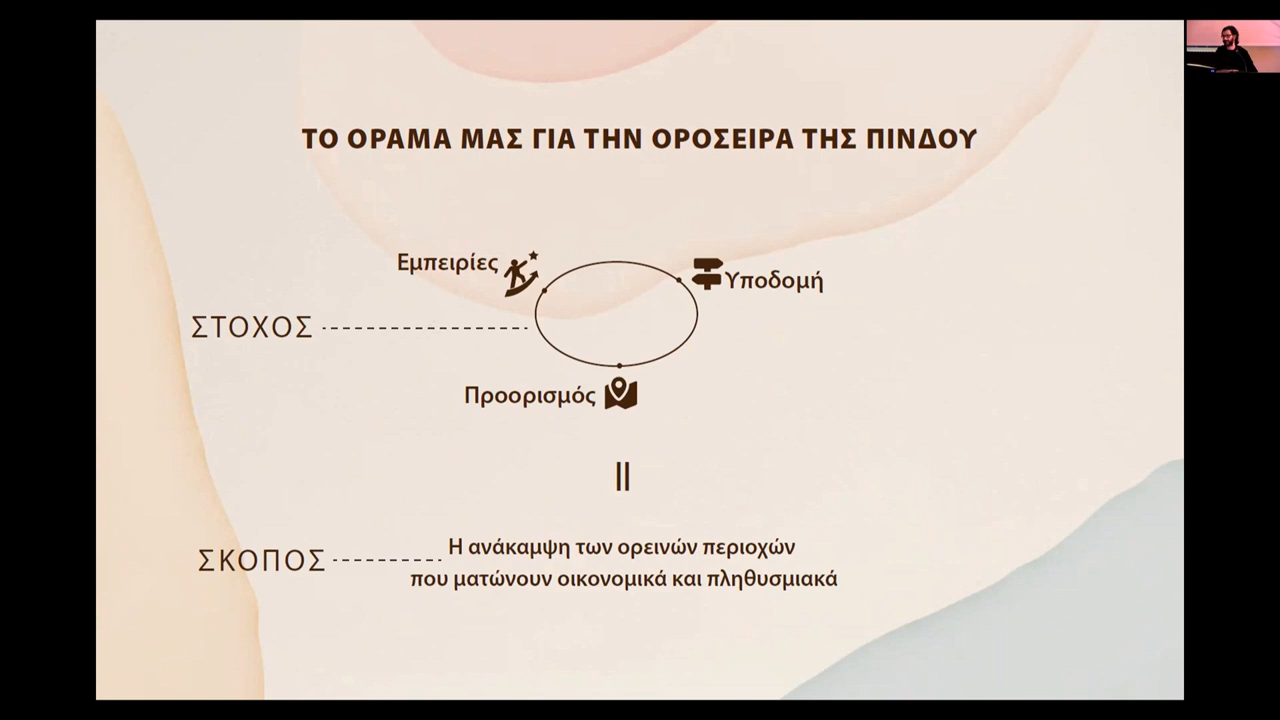 ΤΟ ΟΡΑΜΑ ΜΑΣ ΓΙΑ ΤΗΝ ΟΡΟΣΕΙΡΑ ΤΗΣ ΠΙΝΔΟΥ
Εμπειρίες
Υποδομή
ΣΤΟΧΟΣ
Προορισμός
ΣΚΟΠΟΣ
Η ανάκαμψη των ορεινών περιοχών
που ματώνουν οικονομικά και πληθυσμιακά